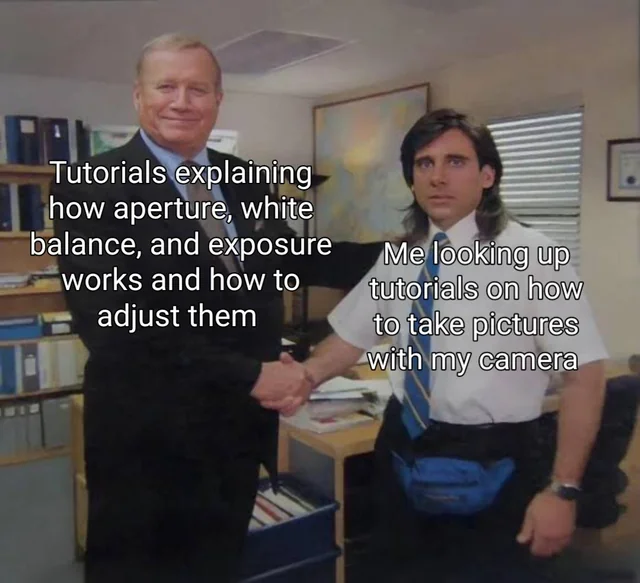 Tutorials explaining
how aperture, white
balance, and exposure
works and how to
adjust them
Me looking up
tutorials on how
to take pictures
with my camera